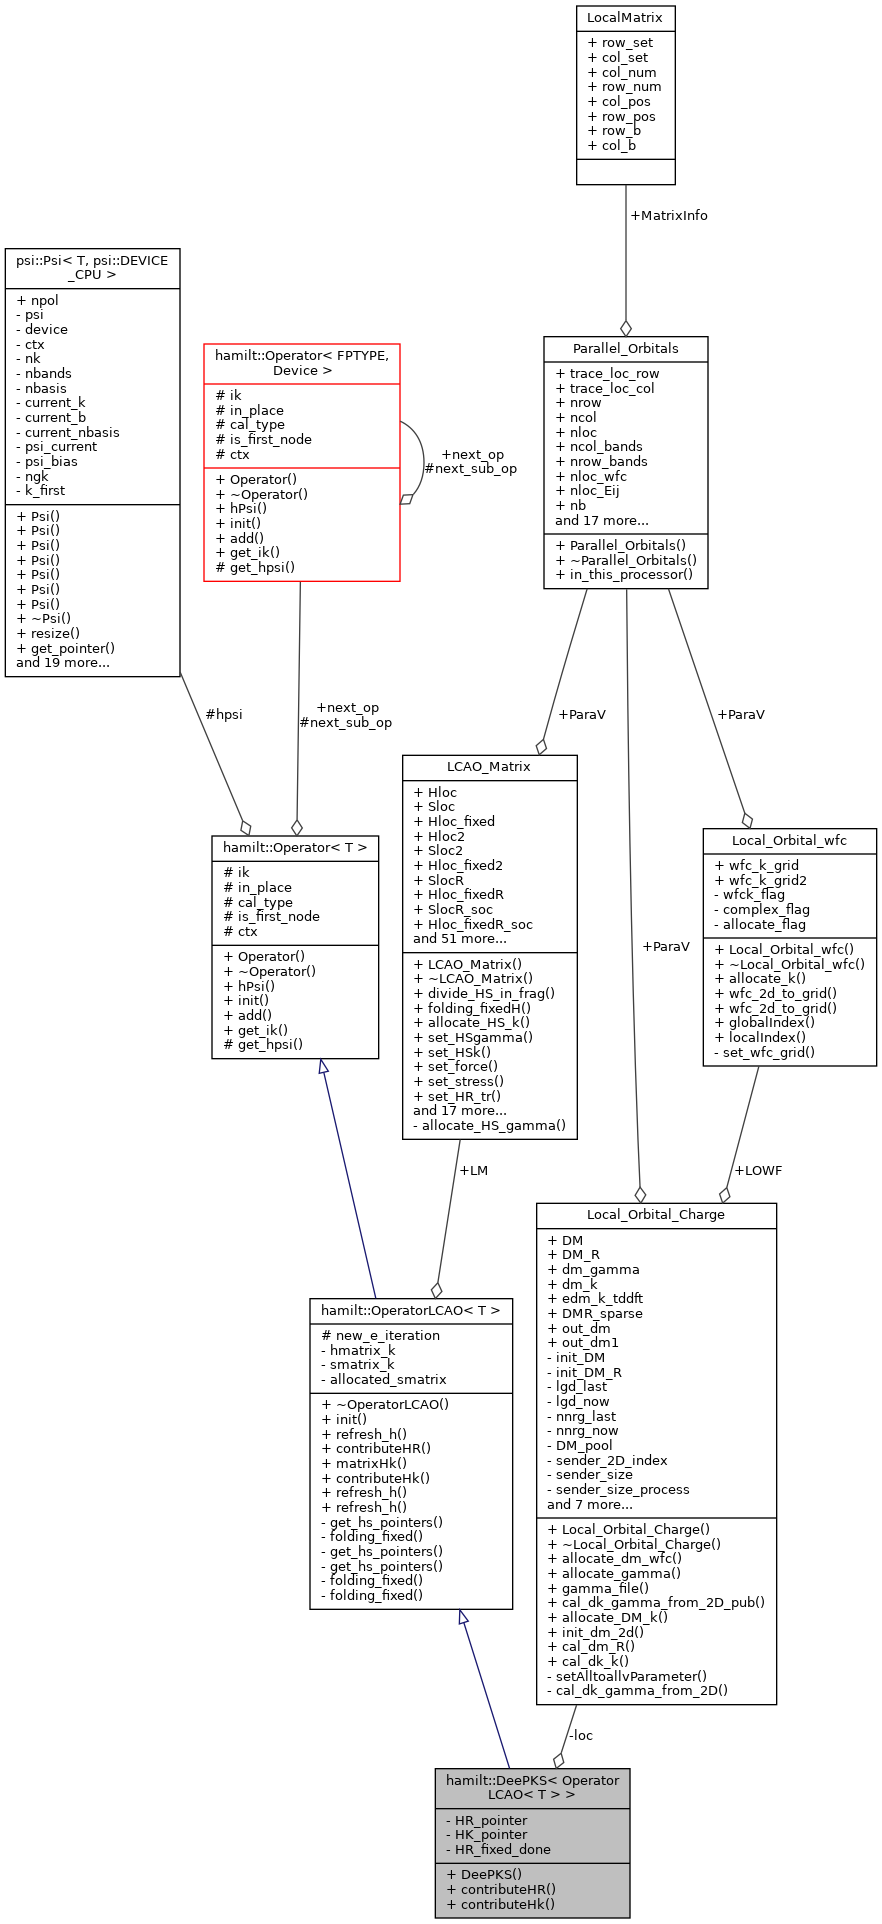 LocalMatrix
+ row_set
+ col_set
+ col_num
+ row_num
+ col_pos
+ row_pos
+ row_b
+ col_b
+MatrixInfo
psi::Psi< T, psi::DEVICE
_CPU >
+ npol
- psi
- device
- ctx
- nk
- nbands
- nbasis
- current_k
- current_b
- current_nbasis
- psi_current
- psi_bias
- ngk
- k_first
+ Psi()
+ Psi()
+ Psi()
+ Psi()
+ Psi()
+ Psi()
+ Psi()
+ ~Psi()
+ resize()
+ get_pointer()
and 19 more...
hamilt::Operator< FPTYPE,
Device >
# ik
# in_place
# cal_type
# is_first_node
# ctx
+ Operator()
+ ~Operator()
+ hPsi()
+ init()
+ add()
+ get_ik()
# get_hpsi()
+next_op
#next_sub_op
Parallel_Orbitals
+ trace_loc_row
+ trace_loc_col
+ nrow
+ ncol
+ nloc
+ ncol_bands
+ nrow_bands
+ nloc_wfc
+ nloc_Eij
+ nb
and 17 more...
+ Parallel_Orbitals()
+ ~Parallel_Orbitals()
+ in_this_processor()
#hpsi
+next_op
#next_sub_op
+ParaV
+ParaV
LCAO_Matrix
+ Hloc
+ Sloc
+ Hloc_fixed
+ Hloc2
+ Sloc2
+ Hloc_fixed2
+ SlocR
+ Hloc_fixedR
+ SlocR_soc
+ Hloc_fixedR_soc
and 51 more...
+ LCAO_Matrix()
+ ~LCAO_Matrix()
+ divide_HS_in_frag()
+ folding_fixedH()
+ allocate_HS_k()
+ set_HSgamma()
+ set_HSk()
+ set_force()
+ set_stress()
+ set_HR_tr()
and 17 more...
- allocate_HS_gamma()
hamilt::Operator< T >
# ik
# in_place
# cal_type
# is_first_node
# ctx
+ Operator()
+ ~Operator()
+ hPsi()
+ init()
+ add()
+ get_ik()
# get_hpsi()
Local_Orbital_wfc
+ wfc_k_grid
+ wfc_k_grid2
- wfck_flag
- complex_flag
- allocate_flag
+ Local_Orbital_wfc()
+ ~Local_Orbital_wfc()
+ allocate_k()
+ wfc_2d_to_grid()
+ wfc_2d_to_grid()
+ globalIndex()
+ localIndex()
- set_wfc_grid()
+ParaV
+LM
+LOWF
Local_Orbital_Charge
+ DM
+ DM_R
+ dm_gamma
+ dm_k
+ edm_k_tddft
+ DMR_sparse
+ out_dm
+ out_dm1
- init_DM
- init_DM_R
- lgd_last
- lgd_now
- nnrg_last
- nnrg_now
- DM_pool
- sender_2D_index
- sender_size
- sender_size_process
and 7 more...
+ Local_Orbital_Charge()
+ ~Local_Orbital_Charge()
+ allocate_dm_wfc()
+ allocate_gamma()
+ gamma_file()
+ cal_dk_gamma_from_2D_pub()
+ allocate_DM_k()
+ init_dm_2d()
+ cal_dm_R()
+ cal_dk_k()
- setAlltoallvParameter()
- cal_dk_gamma_from_2D()
hamilt::OperatorLCAO< T >
# new_e_iteration
- hmatrix_k
- smatrix_k
- allocated_smatrix
+ ~OperatorLCAO()
+ init()
+ refresh_h()
+ contributeHR()
+ matrixHk()
+ contributeHk()
+ refresh_h()
+ refresh_h()
- get_hs_pointers()
- folding_fixed()
- get_hs_pointers()
- get_hs_pointers()
- folding_fixed()
- folding_fixed()
-loc
hamilt::DeePKS< Operator
LCAO< T > >
- HR_pointer
- HK_pointer
- HR_fixed_done
+ DeePKS()
+ contributeHR()
+ contributeHk()